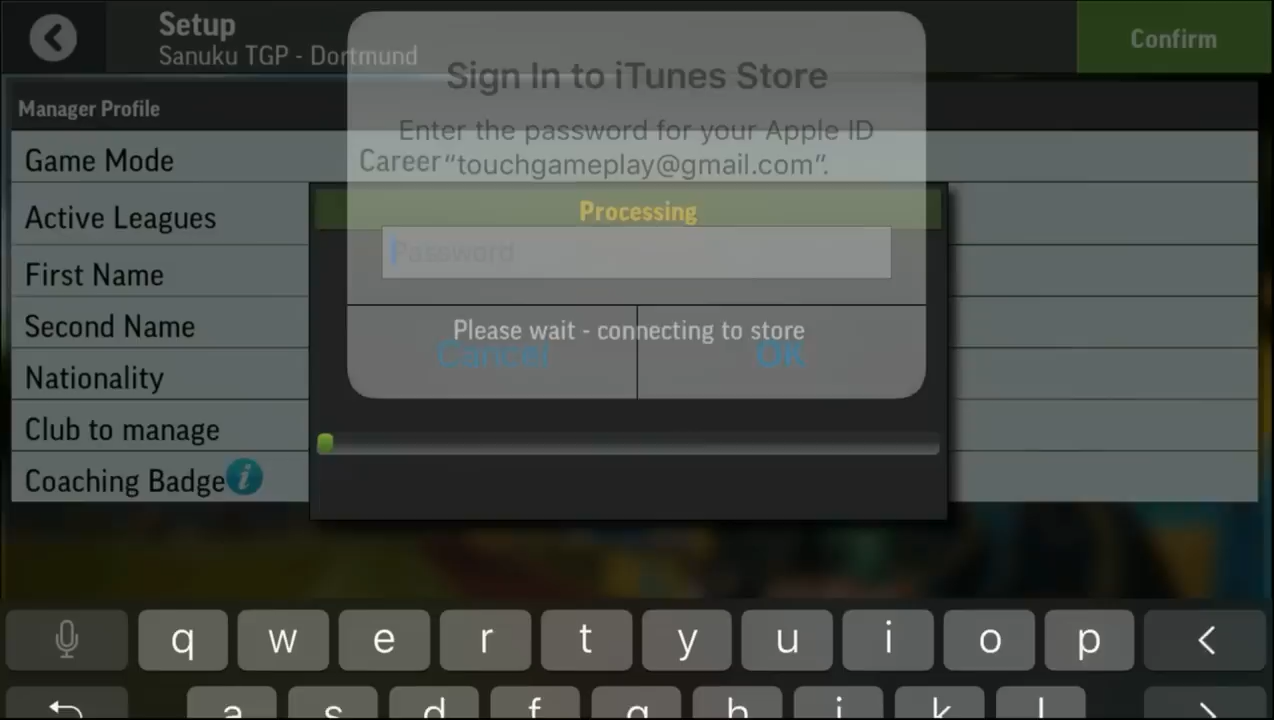 Setup
Sanuku TGP - Dortmund
Confirm
Sign In to iTunes Store
Manager Profile
Enter the password for your Apple ID
"touchgameplay@gmail.com".
Game Mode
Career
Processing
Active Leagues
Password
First Name
Second Name
Please wait - connecting to store
Cancel
OK
Nationality
Club to manage
Coaching Badge
i
q w e r t y u i o p
a s d f g h j k l